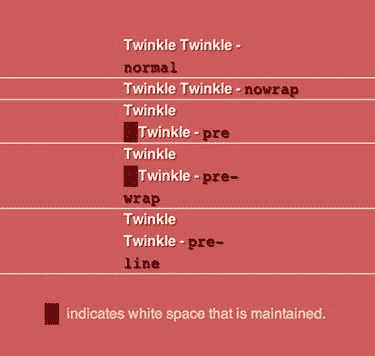 Twinkle Twinkle -
normal
Twinkle Twinkle - nowrap
Twinkle
Twinkle - pre
Twinkle
Twinkle - pre-
wrap
Twinkle
Twinkle - pre-
line
indicates white space that is maintained.